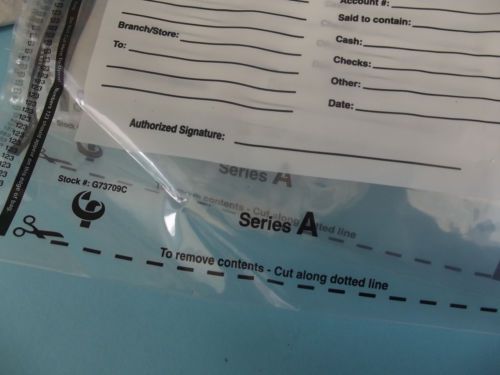 Account #:
Said to contain:
Branch/Store:
Cash:
To:
Checks:
Other:
Date:
Authorized Signature:
Series A
Stock #: G73709C
To remove contents - Cut along dotted line
Series A
To remove contents - Cut along dotted line